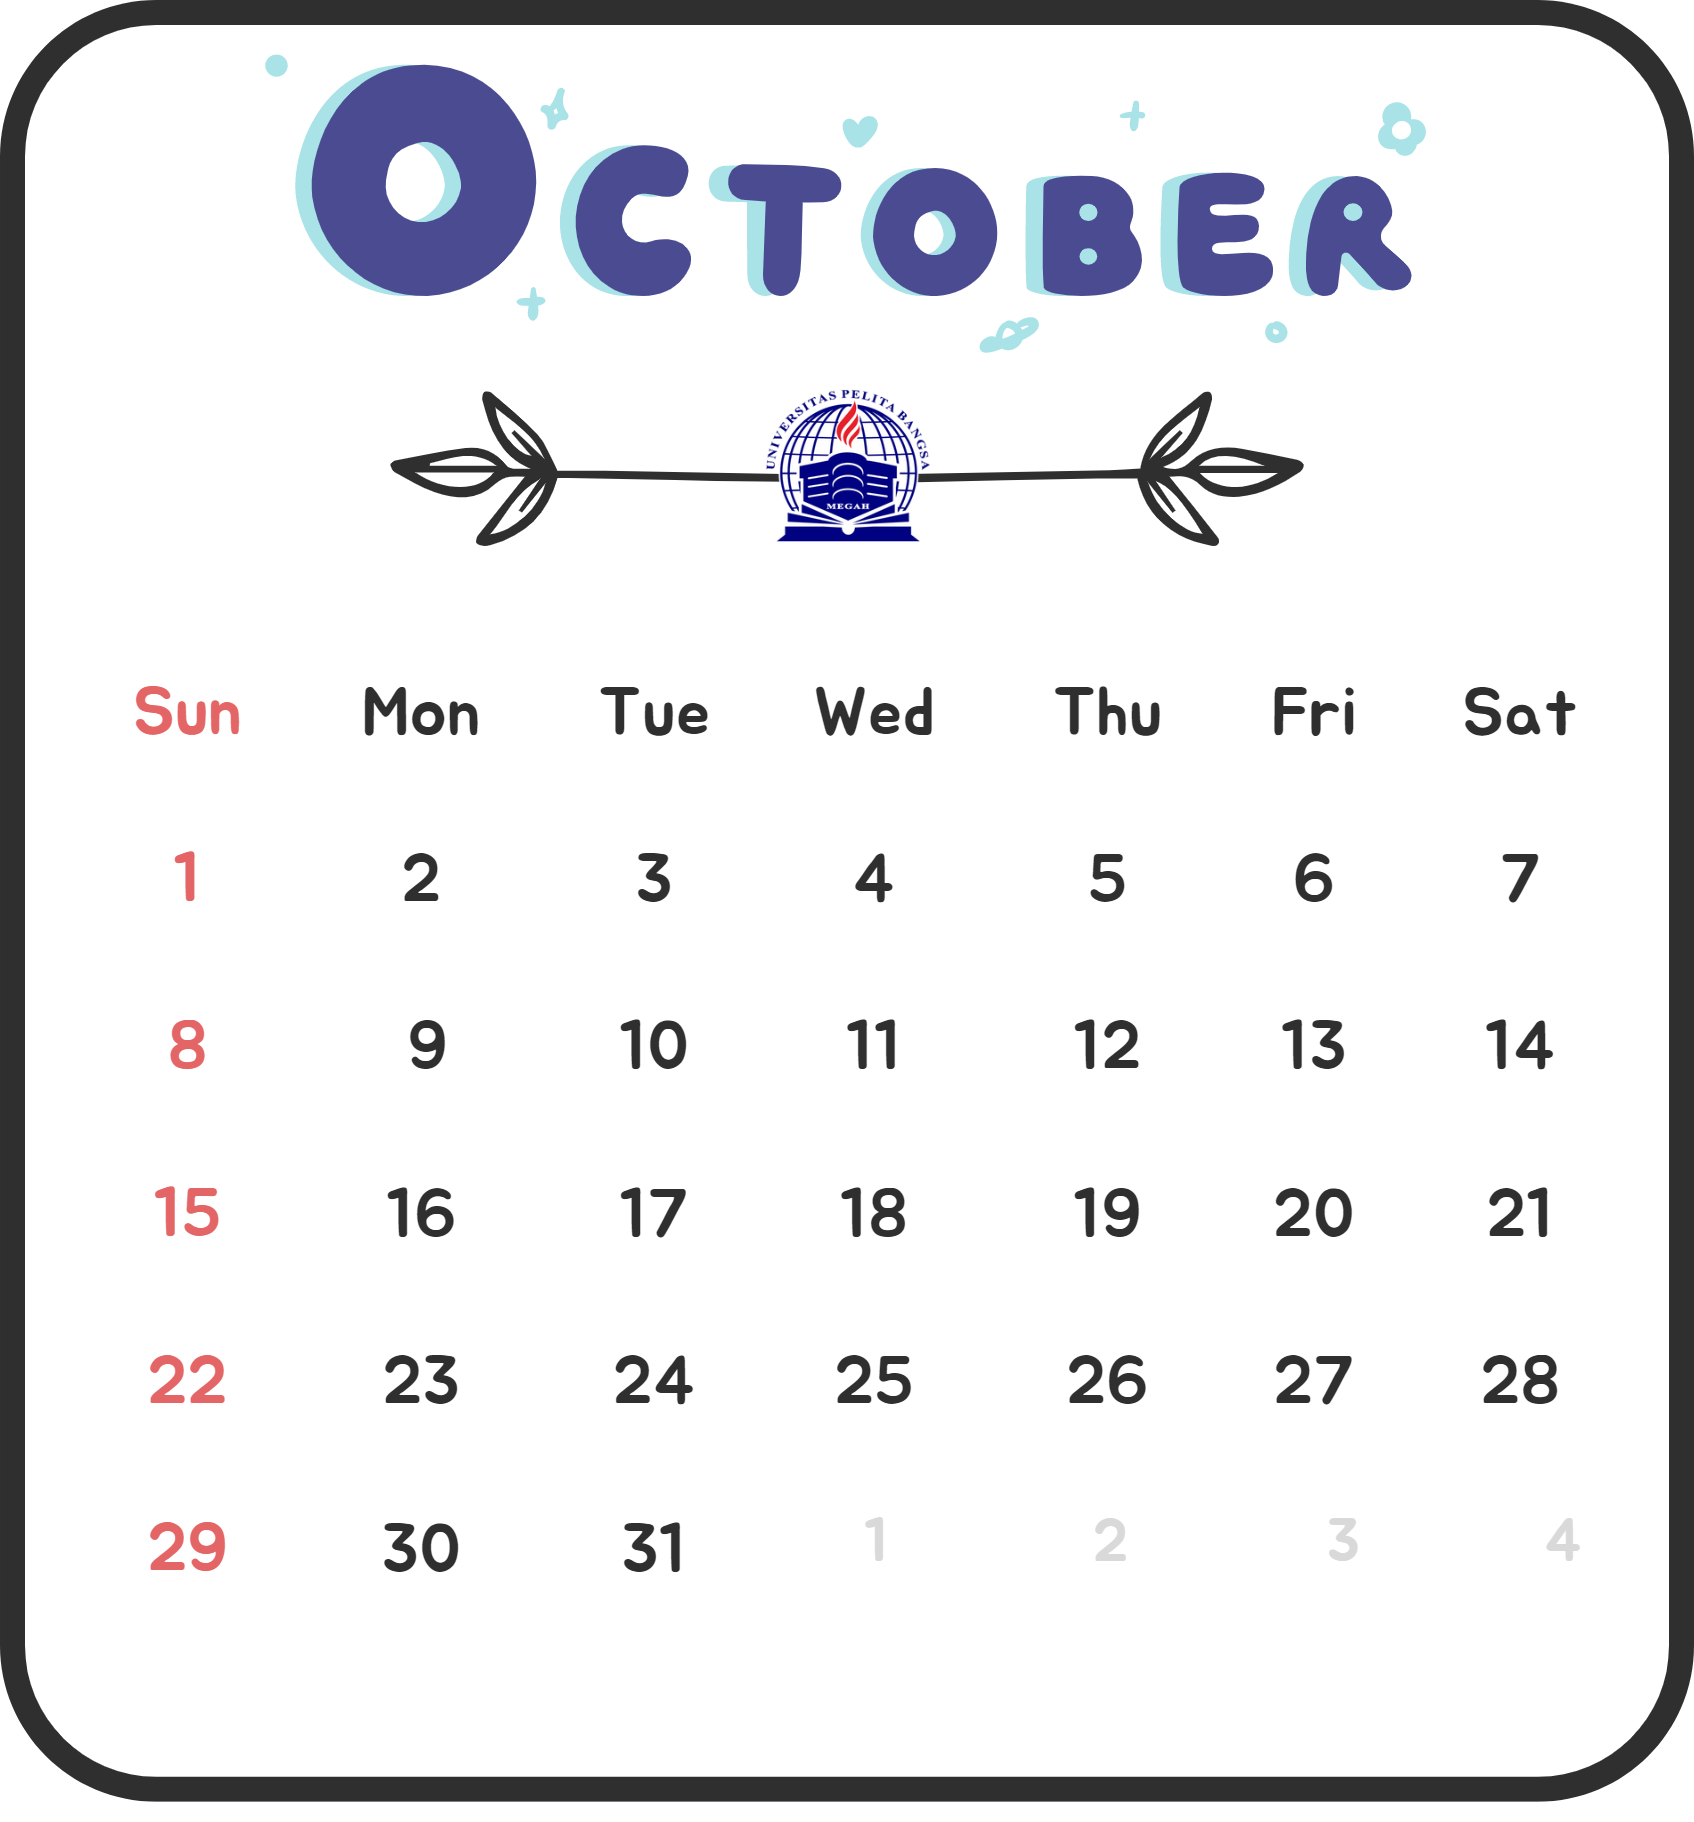 OCTOBER
UNIVERSITAS PELITA BANGSA
MEGAH
Sun Mon Tue Wed Thu Fri Sat
1 2 3 4 5 6 7
8 9 10 11 12 13 14
15 16 17 18 19 20 21
22 23 24 25 26 27 28
29 30 31 1 2 3 4